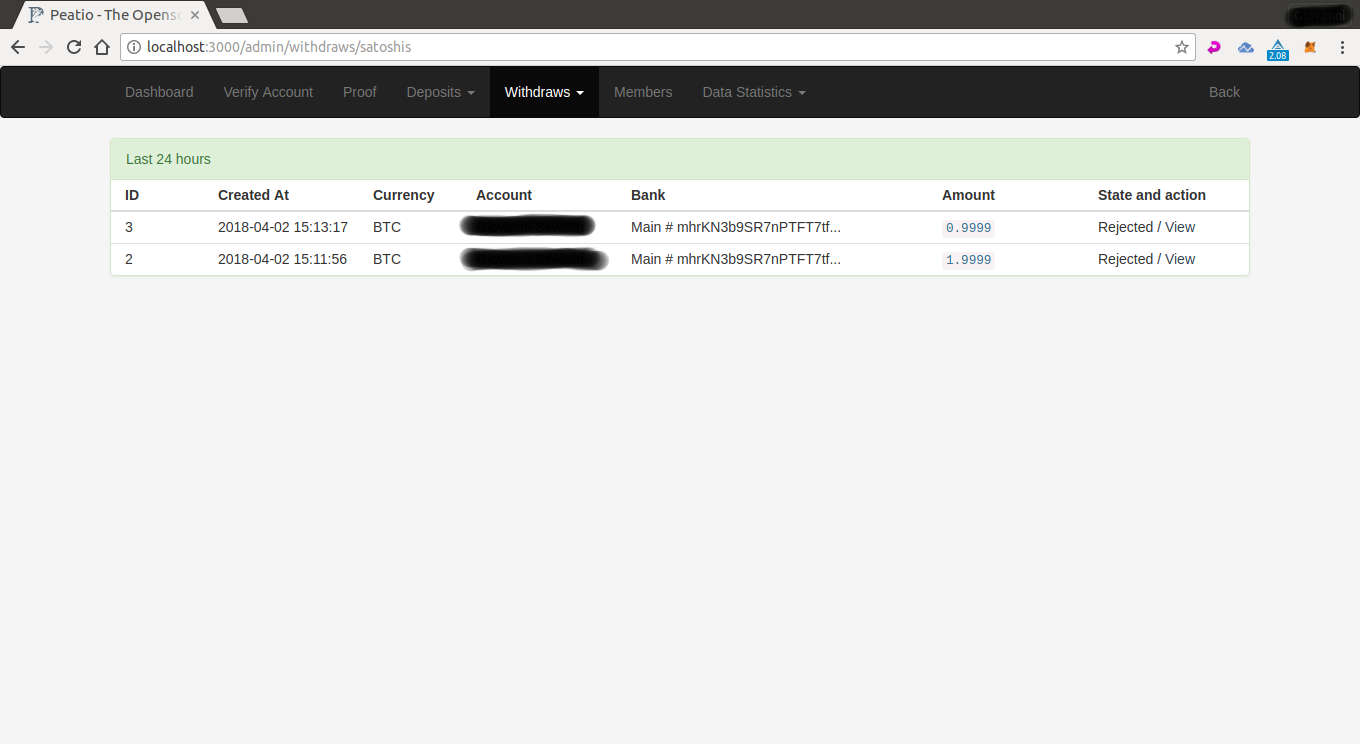 Peatio - The Openso
localhost:3000/admin/withdraws/satoshis
2.08
Dashboard Verify Account Proof Deposits Withdraws Members Data Statistics Back
Last 24 hours
ID Created At Currency Account Bank Amount State and action
3 2018-04-02 15:13:17 BTC Main # mhrKN3b9SR7nPTFT7tf... 0.9999 Rejected / View
2 2018-04-02 15:11:56 BTC Main # mhrKN3b9SR7nPTFT7tf... 1.9999 Rejected / View